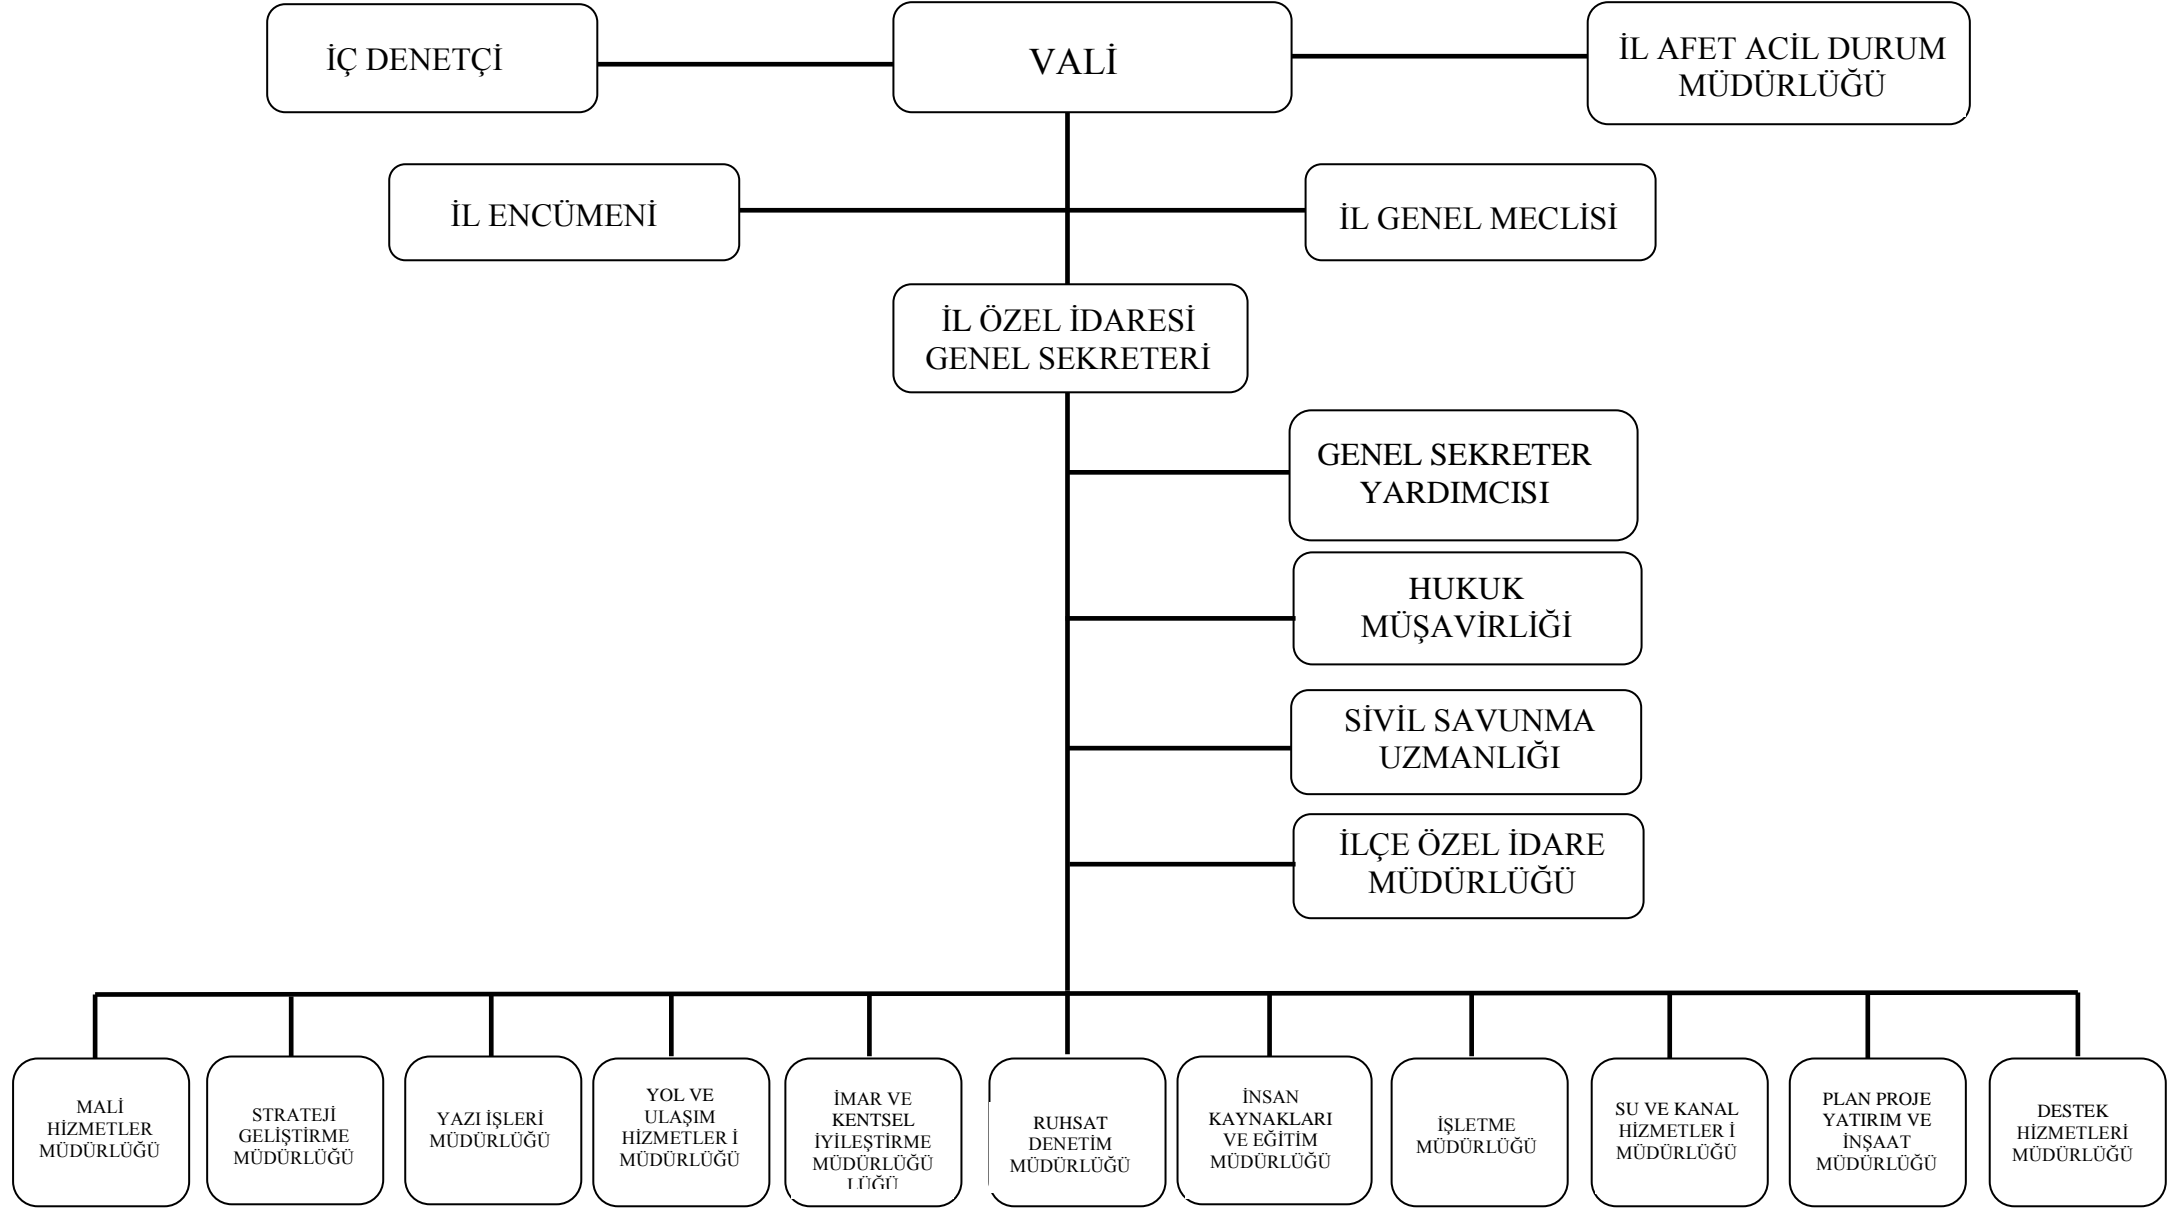 İÇ DENETÇİ
VALİ
İL AFET ACİL DURUM
MÜDÜRLÜĞÜ
İL ENCÜMENİ
İL GENEL MECLİSİ
İL ÖZEL İDARESİ
GENEL SEKRETERİ
GENEL SEKRETER
YARDIMCISI
HUKUK
MÜŞAVİRLİĞİ
SİVİL SAVUNMA
UZMANLIĞI
İLÇE ÖZEL İDARE
MÜDÜRLÜĞÜ
MALİ
HİZMETLER
MÜDÜRLÜĞÜ
STRATEJİ
GELİŞTİRME
MÜDÜRLÜĞÜ
YAZI İŞLERİ
MÜDÜRLÜĞÜ
YOL VE
ULAŞIM
HİZMETLER İ
MÜDÜRLÜĞÜ
İMAR VE
KENTSEL
İYİLEŞTİRME
MÜDÜRLÜĞÜ
LÜĞÜ
RUHSAT
DENETİM
MÜDÜRLÜĞÜ
İNSAN
KAYNAKLARI
VE EĞİTİM
MÜDÜRLÜĞÜ
İŞLETME
MÜDÜRLÜĞÜ
SU VE KANAL
HİZMETLER İ
MÜDÜRLÜĞÜ
PLAN PROJE
YATIRIM VE
İNŞAAT
MÜDÜRLÜĞÜ
DESTEK
HİZMETLERİ
MÜDÜRLÜĞÜ